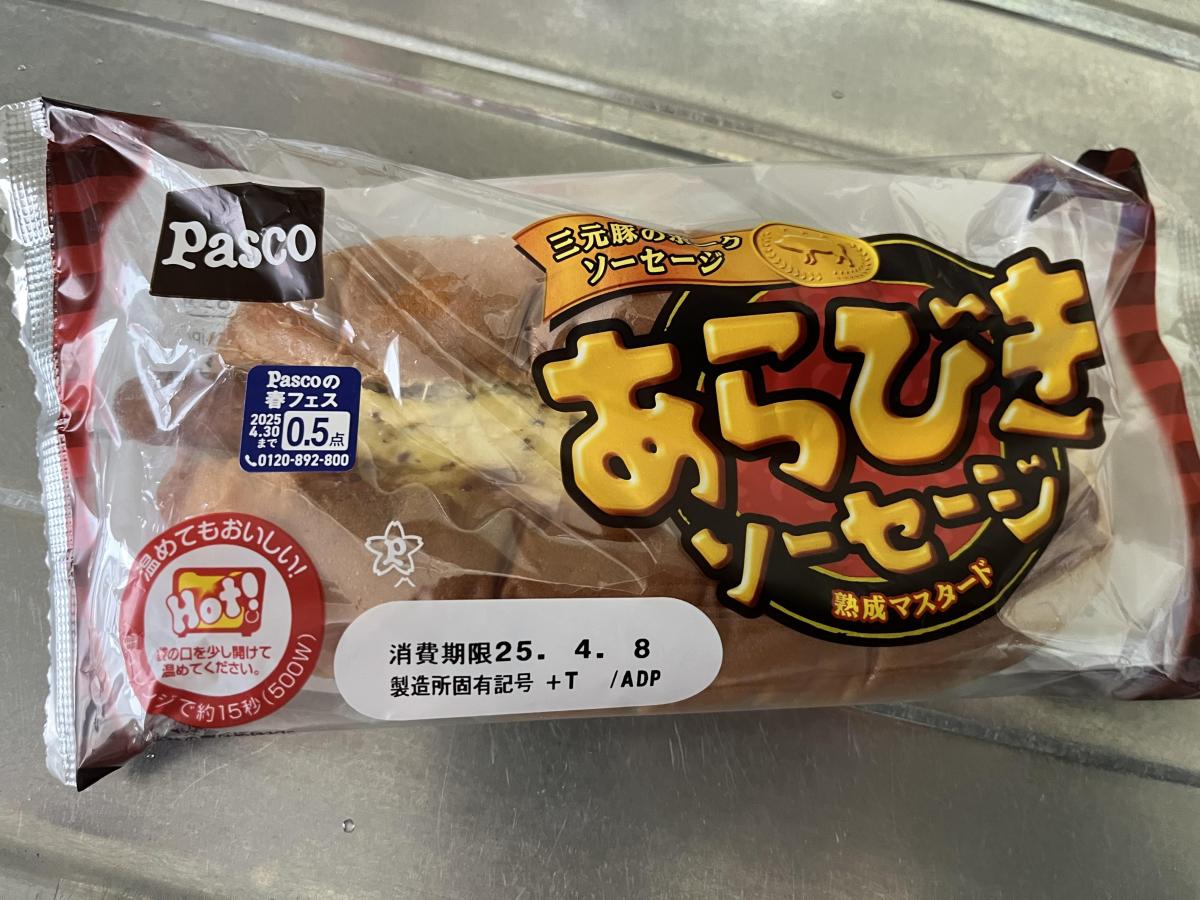 Pasco
三元豚のポーク
ソーセージ
あらびき
ソーセージ
熟成マスタード
Pascoの
春フェス
2025
4.30
まで
0.5点
0120-892-800
P
温めてもおいしい!
Hot!
袋の口を少し開けて
温めてください。
レンジで約15秒(500W)
消費期限25. 4. 8
製造所固有記号 +T /ADP